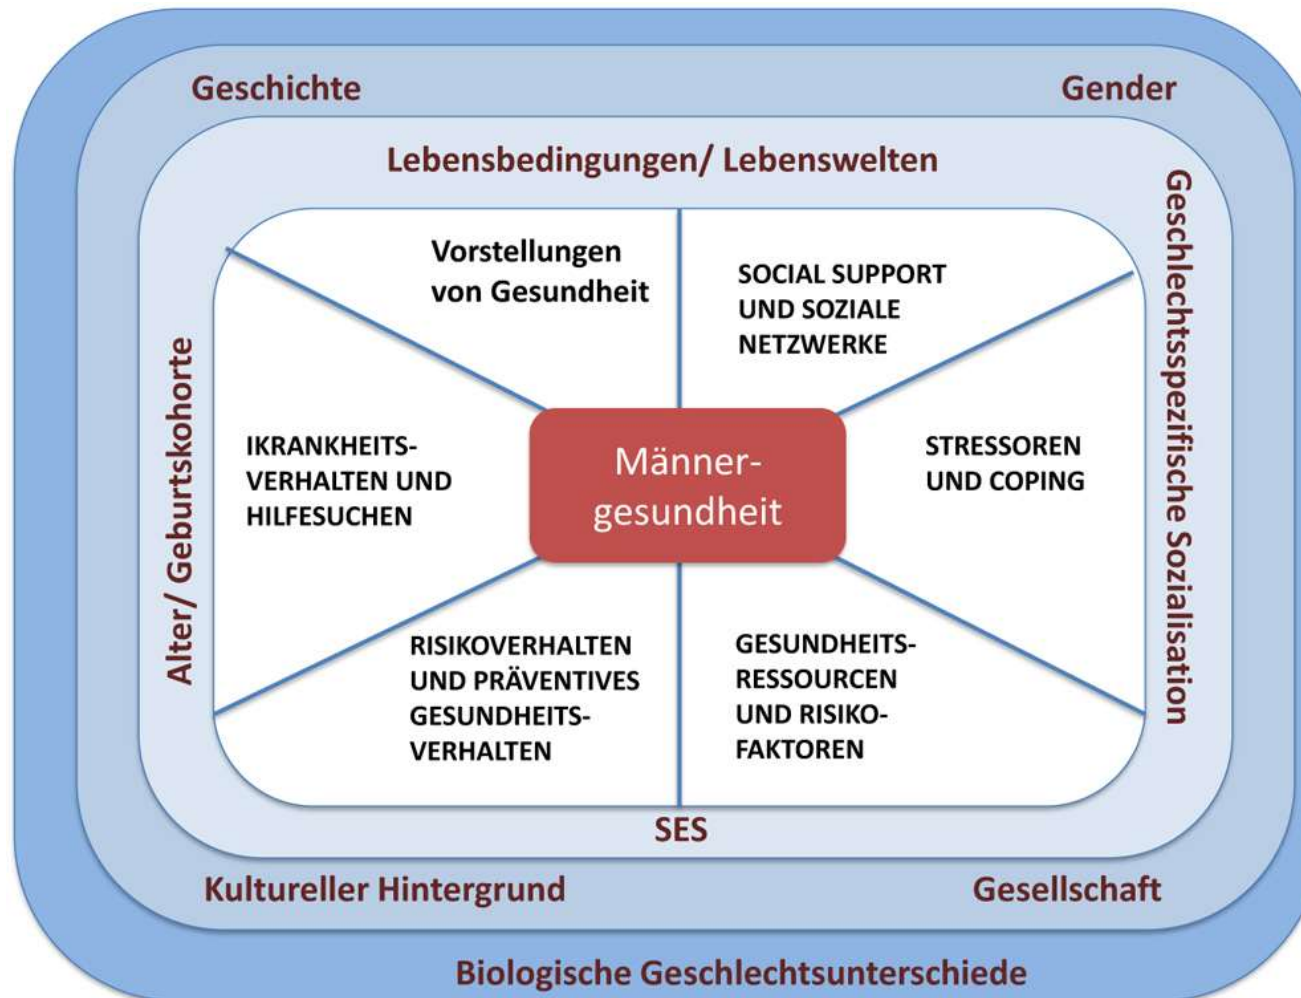 Geschichte
Gender
Lebensbedingungen/ Lebenswelten
Geschlechtsspezifische Sozialisation
Alter/ Geburtskohorte
Vorstellungen
von Gesundheit
SOCIAL SUPPORT
UND SOZIALE
NETZWERKE
IKRANKHEITS-
VERHALTEN UND
HILFESUCHEN
Männer-
gesundheit
STRESSOREN
UND COPING
RISIKOVERHALTEN
UND PRÄVENTIVES
GESUNDHEITS-
VERHALTEN
GESUNDHEITS-
RESSOURCEN
UND RISIKO-
FAKTOREN
SES
Kultureller Hintergrund
Gesellschaft
Biologische Geschlechtsunterschiede